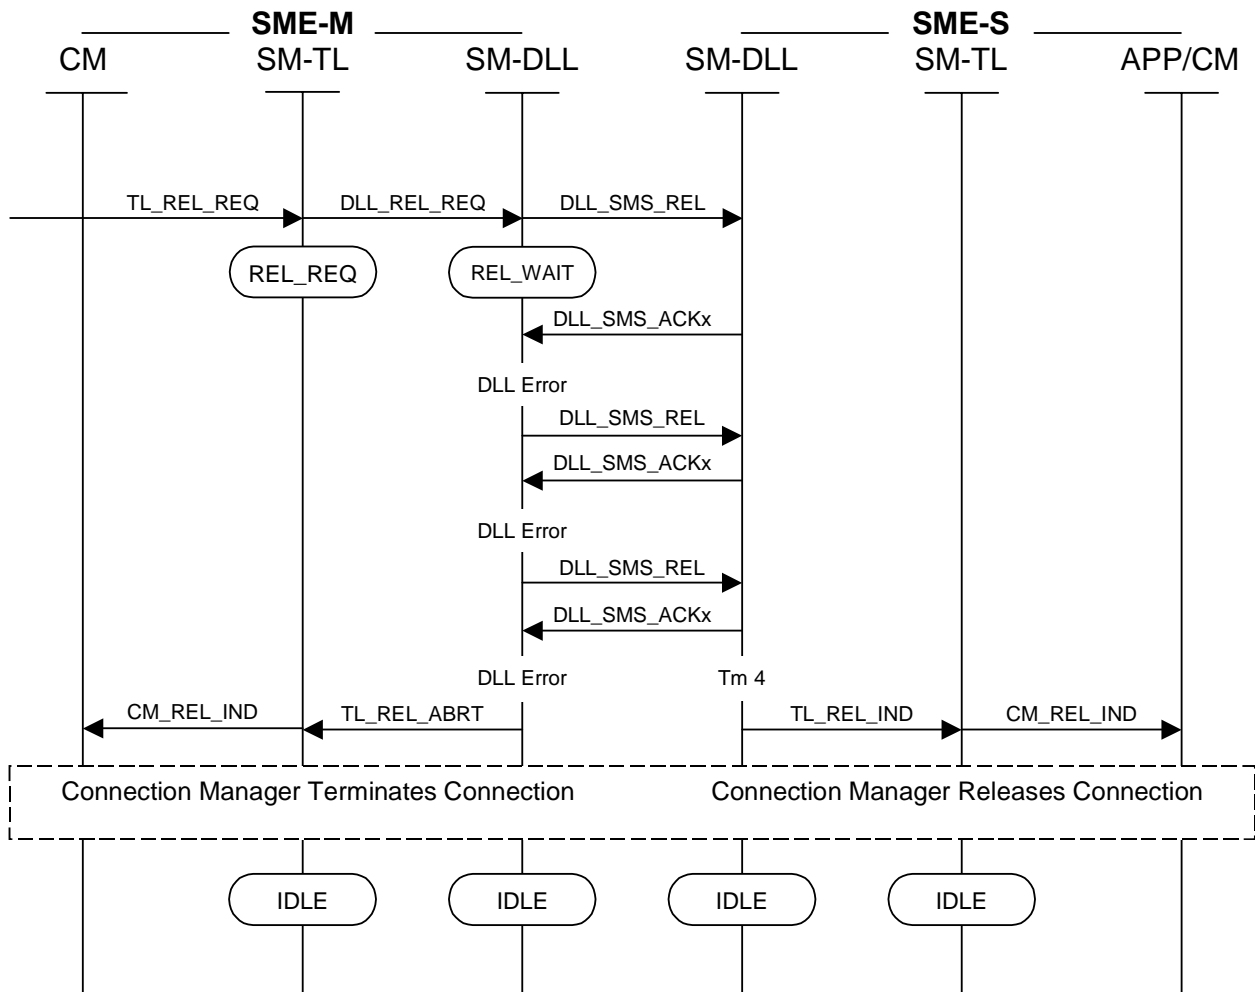 SME-M SME-S
CM SM-TL SM-DLL SM-DLL SM-TL APP/CM
TL_REL_REQ DLL_REL_REQ DLL_SMS_REL
REL_REQ REL_WAIT
DLL_SMS_ACKx
DLL Error
DLL_SMS_REL
DLL_SMS_ACKx
DLL Error
DLL_SMS_REL
DLL_SMS_ACKx
DLL Error Tm 4
CM_REL_IND TL_REL_ABRT TL_REL_IND CM_REL_IND
Connection Manager Terminates Connection Connection Manager Releases Connection
IDLE IDLE IDLE IDLE